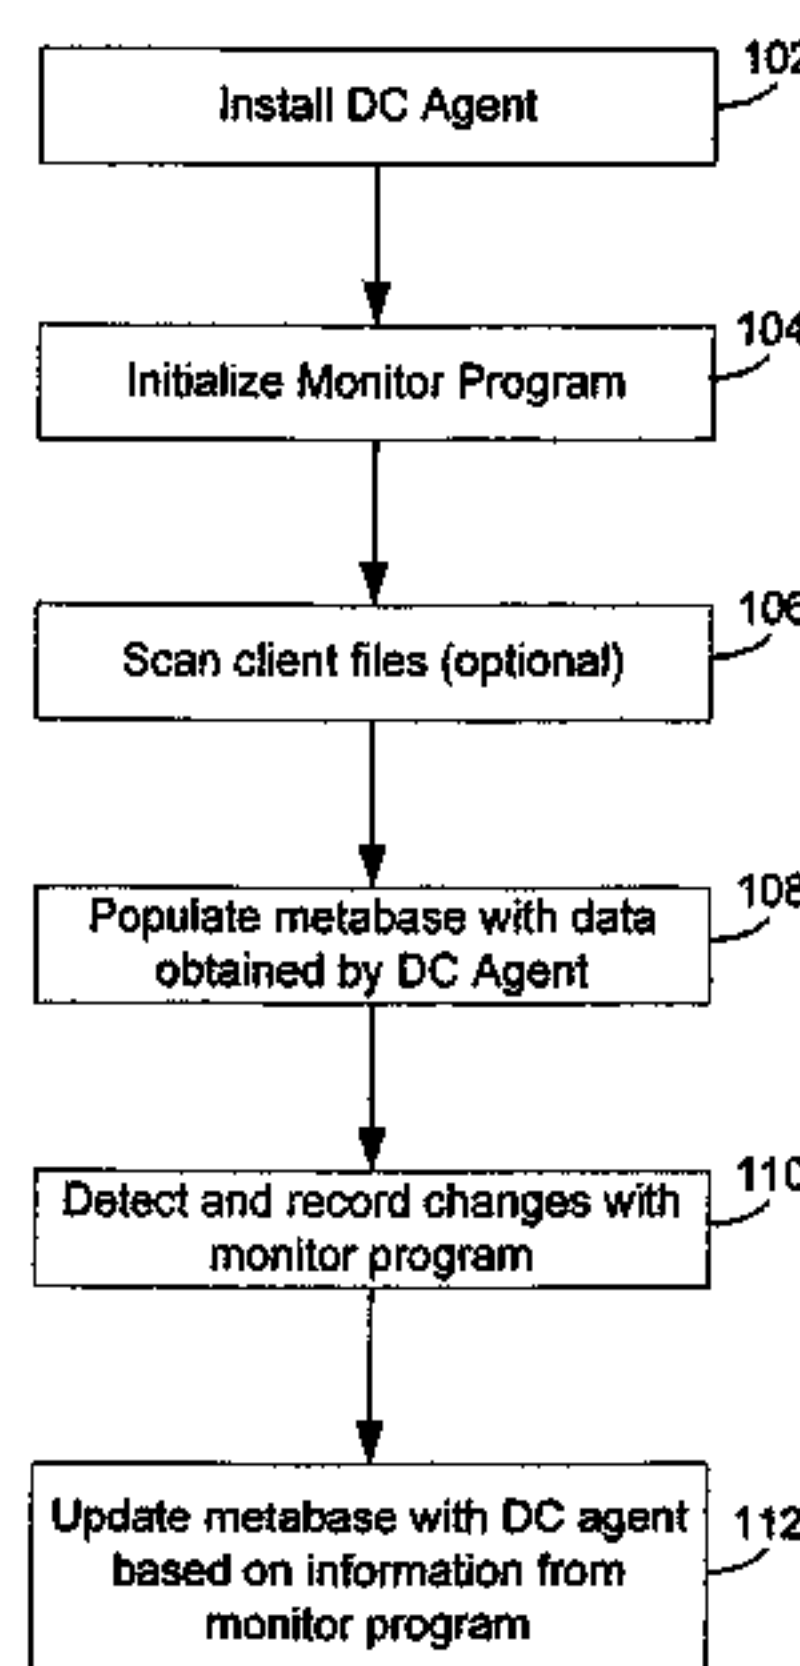 Install DC Agent
102
Initialize Monitor Program
104
Scan client files (optional)
106
Populate metabase with data
obtained by DC Agent
108
Detect and record changes with
monitor program
110
Update metabase with DC agent
based on information from
monitor program
112